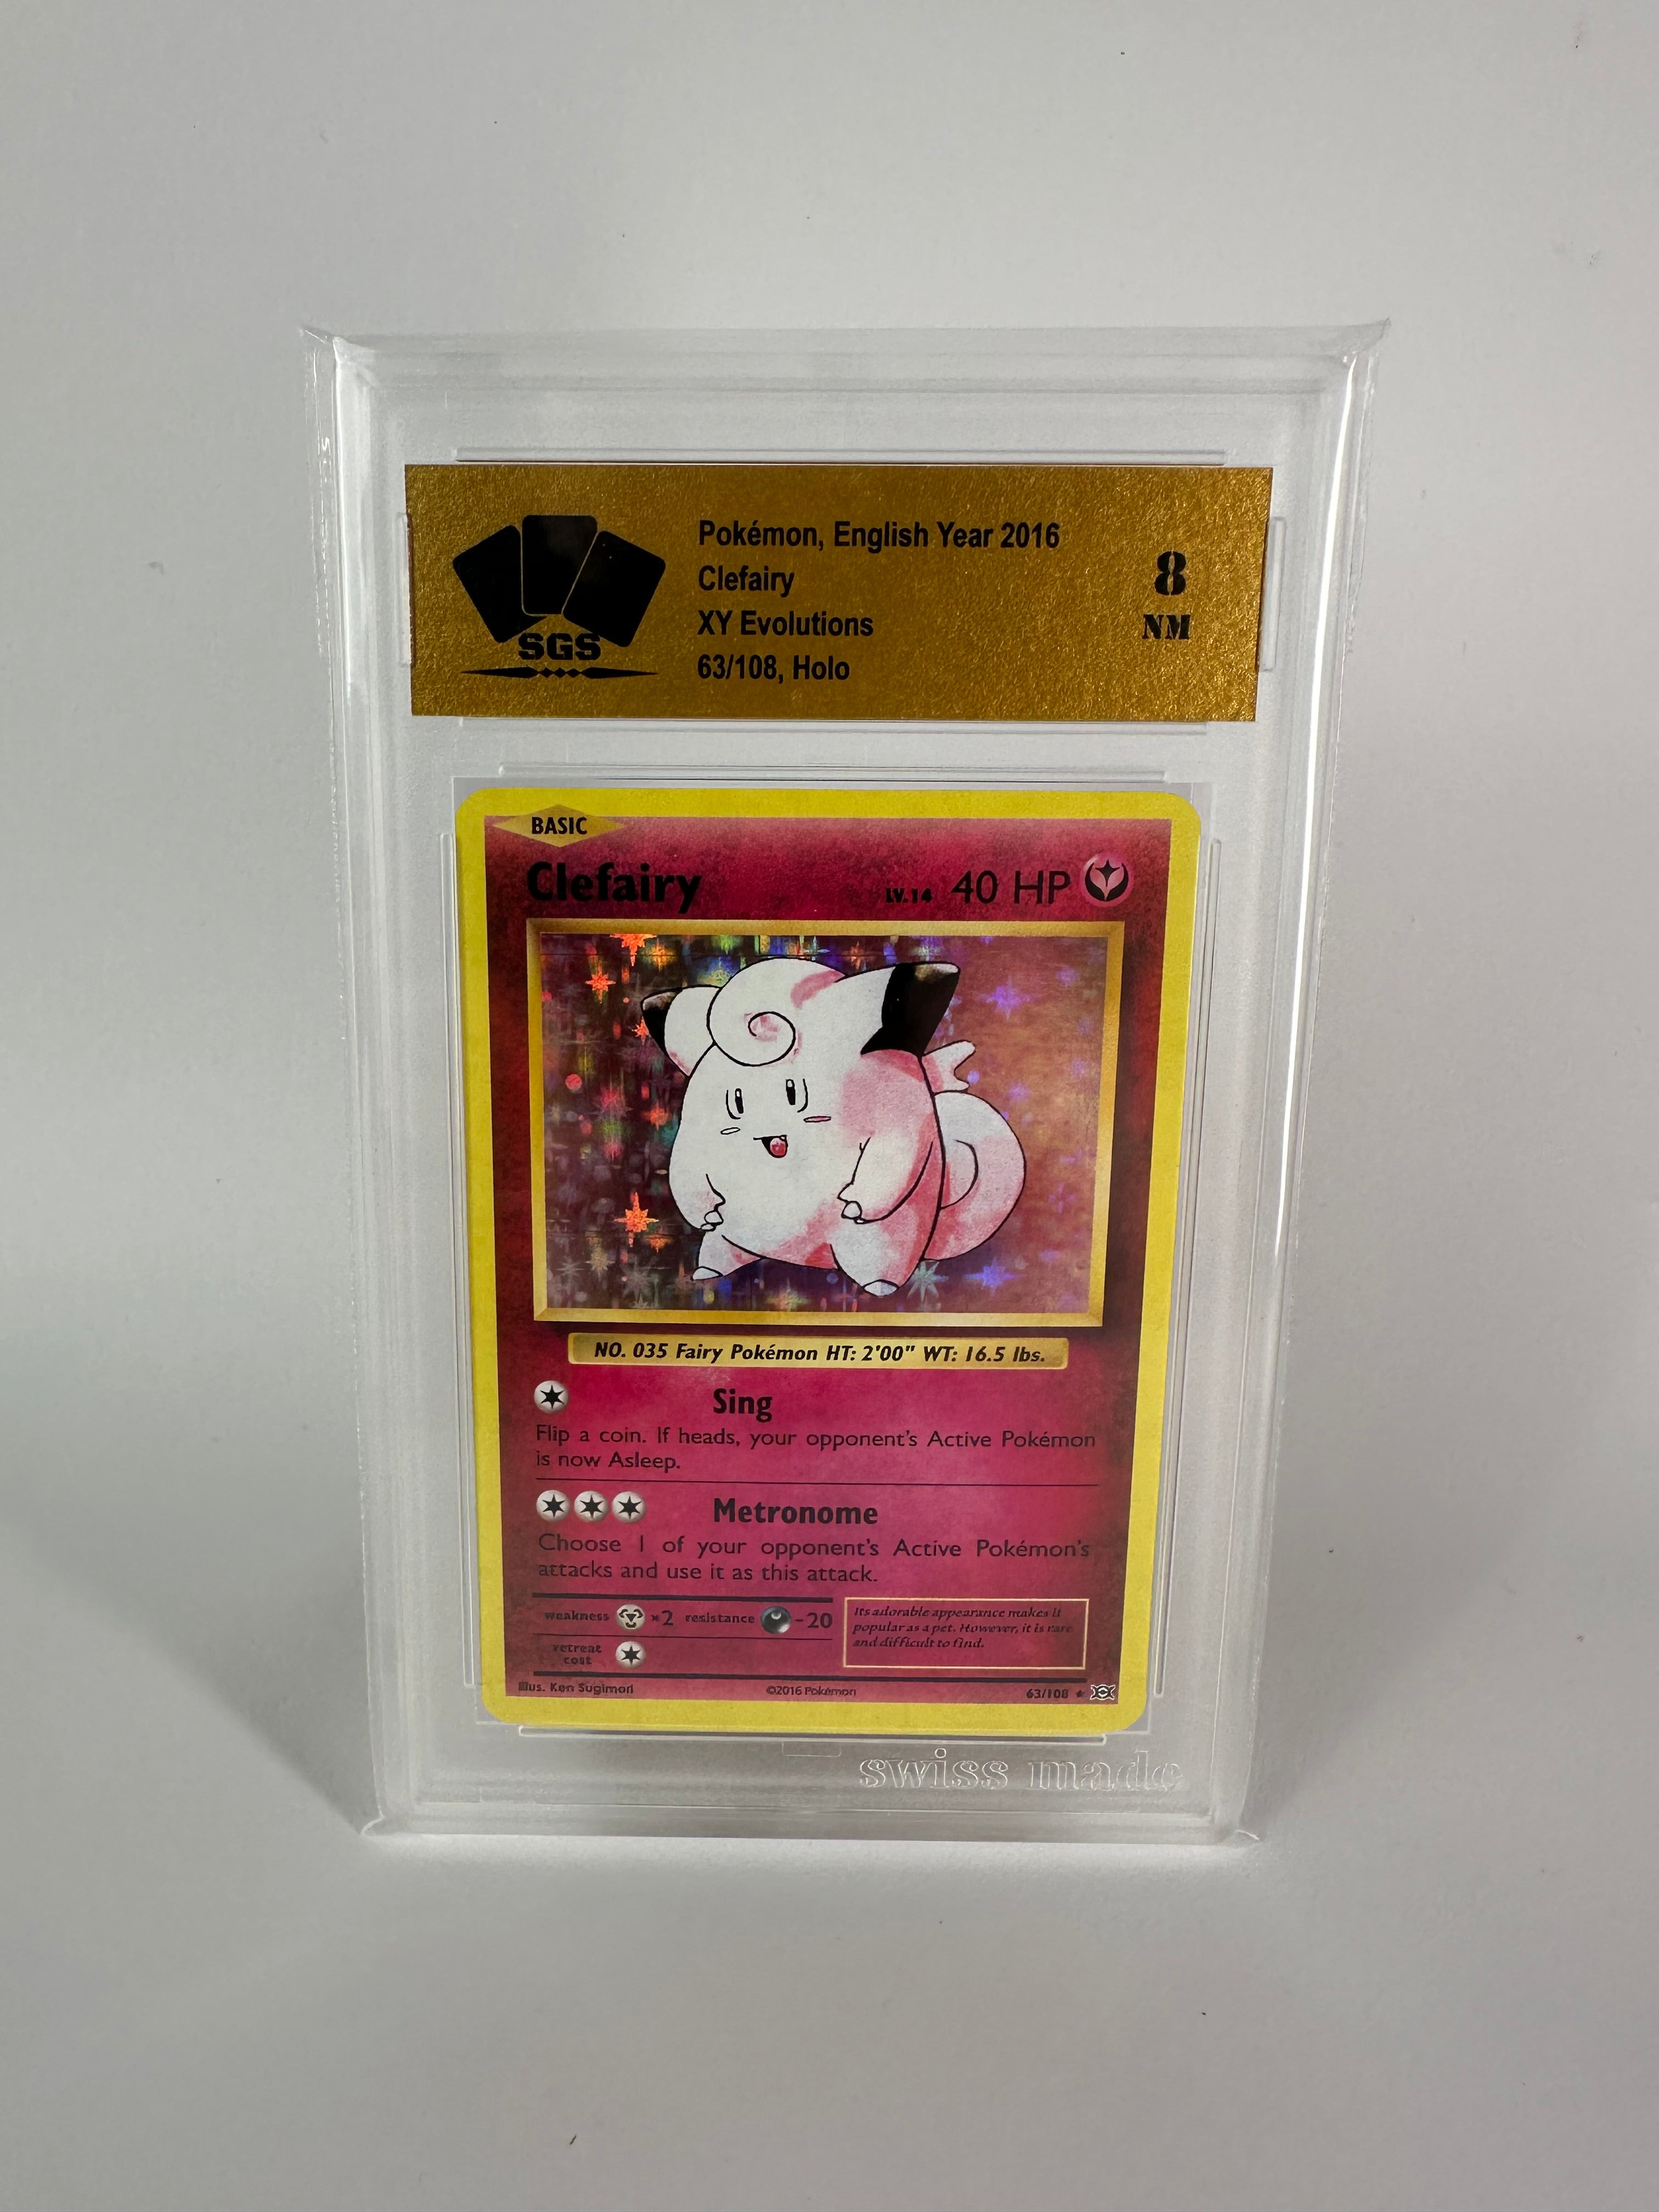 Pokémon, English Year 2016
Clefairy
XY Evolutions
63/108, Holo
8
NM
SGS
BASIC
Clefairy LV.14 40 HP
NO. 035 Fairy Pokémon HT: 2'00" WT: 16.5 lbs.
Sing
Flip a coin. If heads, your opponent's Active Pokémon
is now Asleep.
Metronome
Choose 1 of your opponent's Active Pokémon's
attacks and use it as this attack.
weakness ×2 resistance -20
retreat
cost
Its adorable appearance makes it
popular as a pet. However, it is rare
and difficult to find.
Illus. Ken Sugimori ©2016 Pokémon 63/108 ★
swiss made